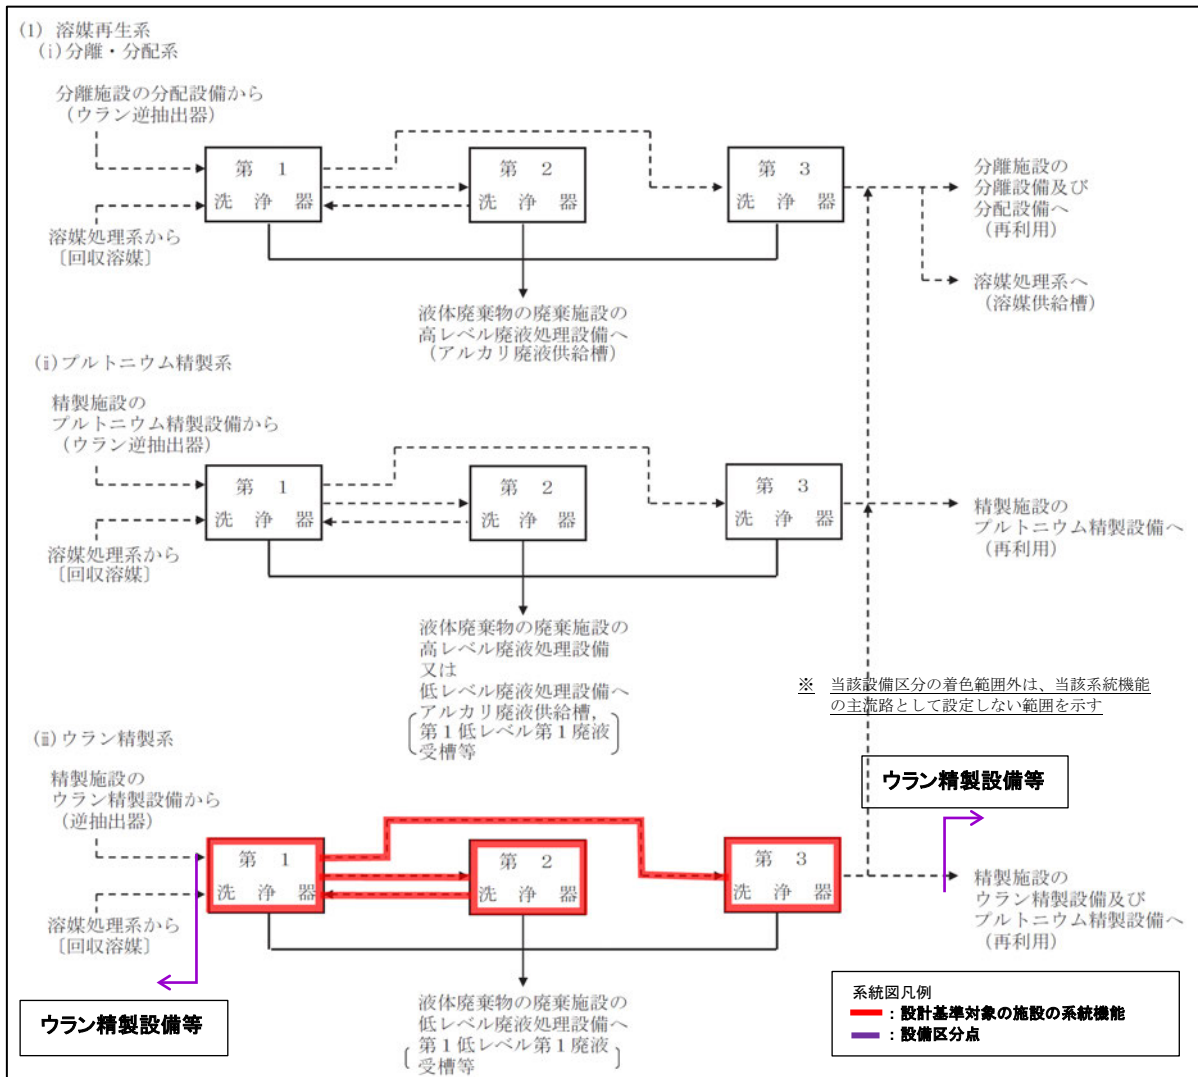 (1) 溶媒再生系
(ⅰ)分離・分配系
分離施設の分配設備から
（ウラン逆抽出器）
第 1
洗 浄 器
第 2
洗 浄 器
第 3
洗 浄 器
溶媒処理系から
〔回収溶媒〕
分離施設の
分離設備及び
分配設備へ
（再利用）
溶媒処理系へ
（溶媒供給槽）
液体廃棄物の廃棄施設の
高レベル廃液処理設備へ
（アルカリ廃液供給槽）
(ⅱ)プルトニウム精製系
精製施設の
プルトニウム精製設備から
（ウラン逆抽出器）
第 1
洗 浄 器
第 2
洗 浄 器
第 3
洗 浄 器
溶媒処理系から
〔回収溶媒〕
精製施設の
プルトニウム精製設備へ
（再利用）
液体廃棄物の廃棄施設の
高レベル廃液処理設備
又は
低レベル廃液処理設備へ
アルカリ廃液供給槽，
第１低レベル第１廃液
受槽等
※ 当該設備区分の着色範囲外は、当該系統機能
の主流路として設定しない範囲を示す
(ⅲ)ウラン精製系
精製施設の
ウラン精製設備から
（逆抽出器）
ウラン精製設備等
第 1
洗 浄 器
第 2
洗 浄 器
第 3
洗 浄 器
溶媒処理系から
〔回収溶媒〕
精製施設の
ウラン精製設備及び
プルトニウム精製設備へ
（再利用）
ウラン精製設備等
液体廃棄物の廃棄施設の
低レベル廃液処理設備へ
第１低レベル第１廃液
受槽等
系統図凡例
：設計基準対象の施設の系統機能
：設備区分点